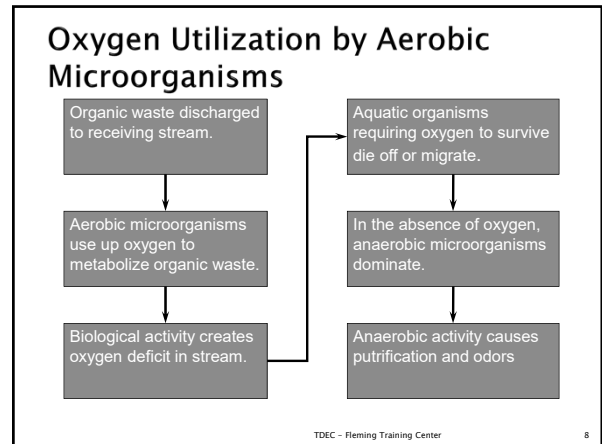 Oxygen Utilization by Aerobic
Microorganisms
Organic waste discharged
to receiving stream.
Aerobic microorganisms
use up oxygen to
metabolize organic waste.
Biological activity creates
oxygen deficit in stream.
Aquatic organisms
requiring oxygen to survive
die off or migrate.
In the absence of oxygen,
anaerobic microorganisms
dominate.
Anaerobic activity causes
putrification and odors
TDEC - Fleming Training Center
8